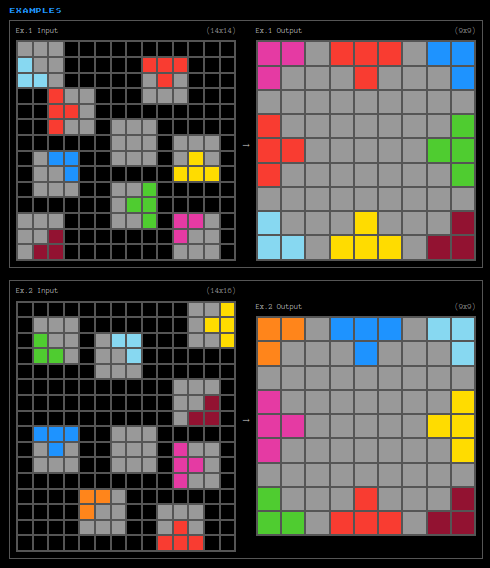 EXAMPLES
Ex.1 Input (14x14)
Ex.1 Output (9x9)
→
Ex.2 Input (14x16)
Ex.2 Output (9x9)
→